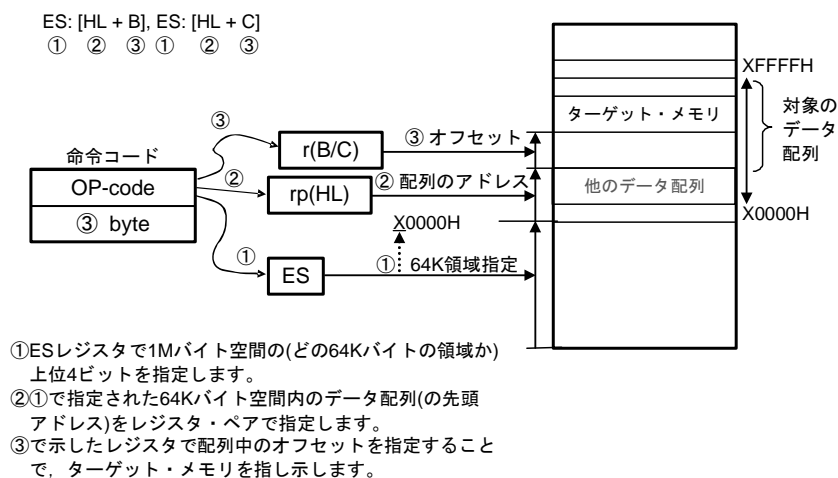 ES: [HL + B], ES: [HL + C]
① ② ③ ① ② ③
XFFFFH
対象の
データ
配列
ターゲット・メモリ
③
r(B/C)
③ オフセット
命令コード
OP-code
③ byte
②
rp(HL)
② 配列のアドレス
他のデータ配列
X0000H
X0000H
①
ES
① 64K領域指定
①ESレジスタで1Mバイト空間の(どの64Kバイトの領域か)
上位4ビットを指定します。
②①で指定された64Kバイト空間内のデータ配列(の先頭
アドレス)をレジスタ・ペアで指定します。
③で示したレジスタで配列中のオフセットを指定すること
で，ターゲット・メモリを指し示します。